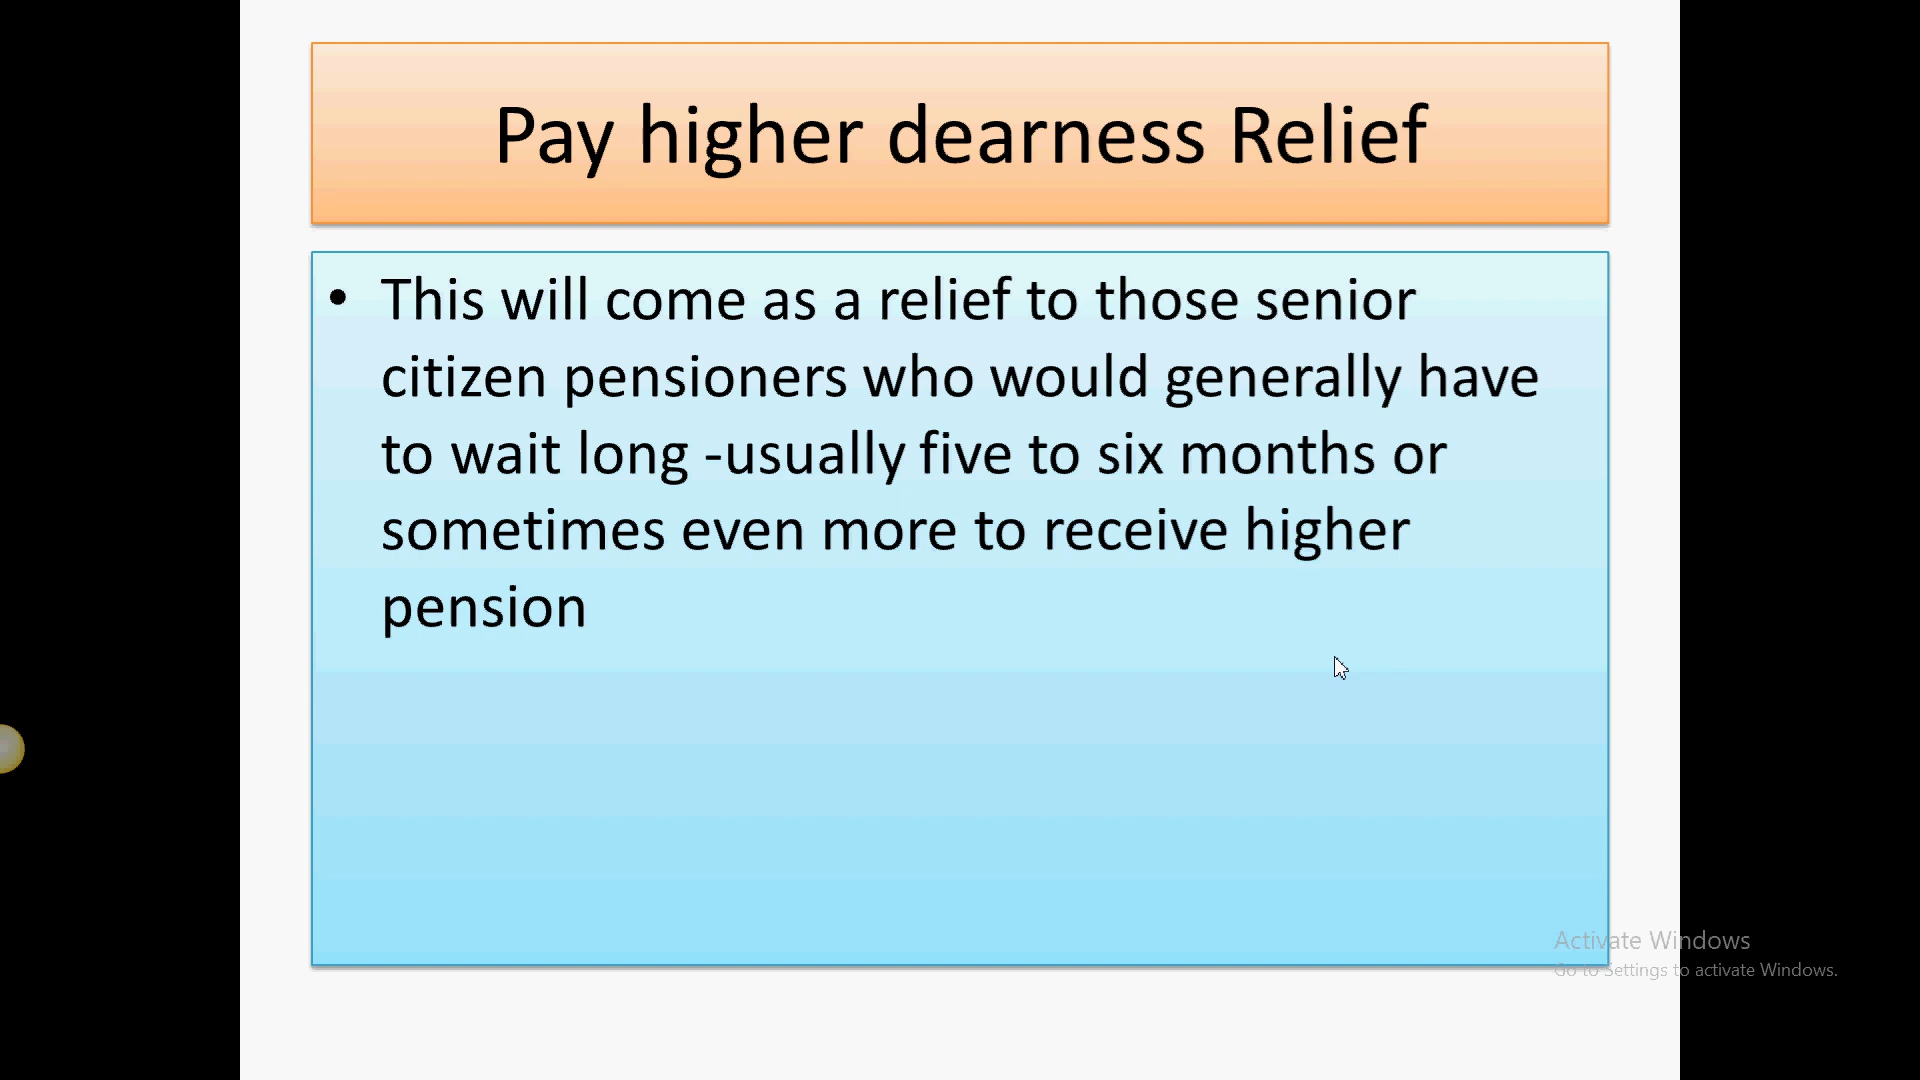 Pay higher dearness Relief
• This will come as a relief to those senior
citizen pensioners who would generally have
to wait long -usually five to six months or
sometimes even more to receive higher
pension
Activate Windows
Go to Settings to activate Windows.